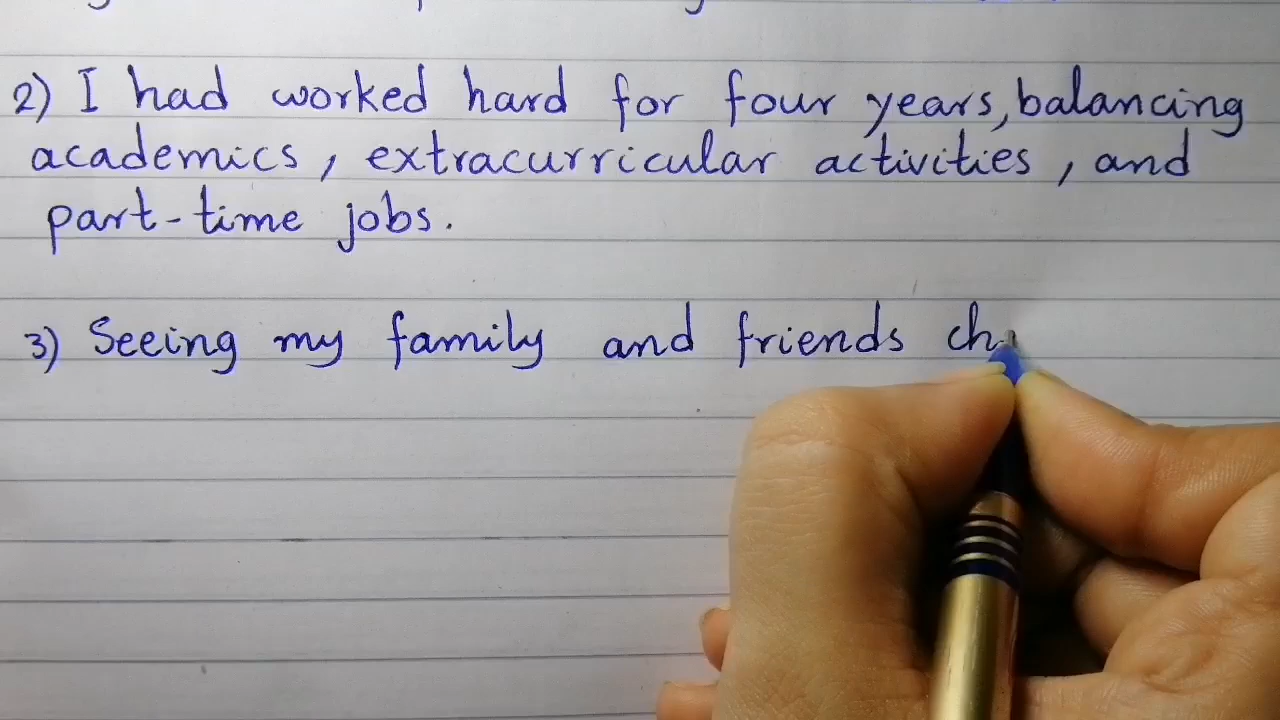 2) I had worked hard for four years, balancing
academics, extracurricular activities, and
part-time jobs.
3) Seeing my family and friends ch